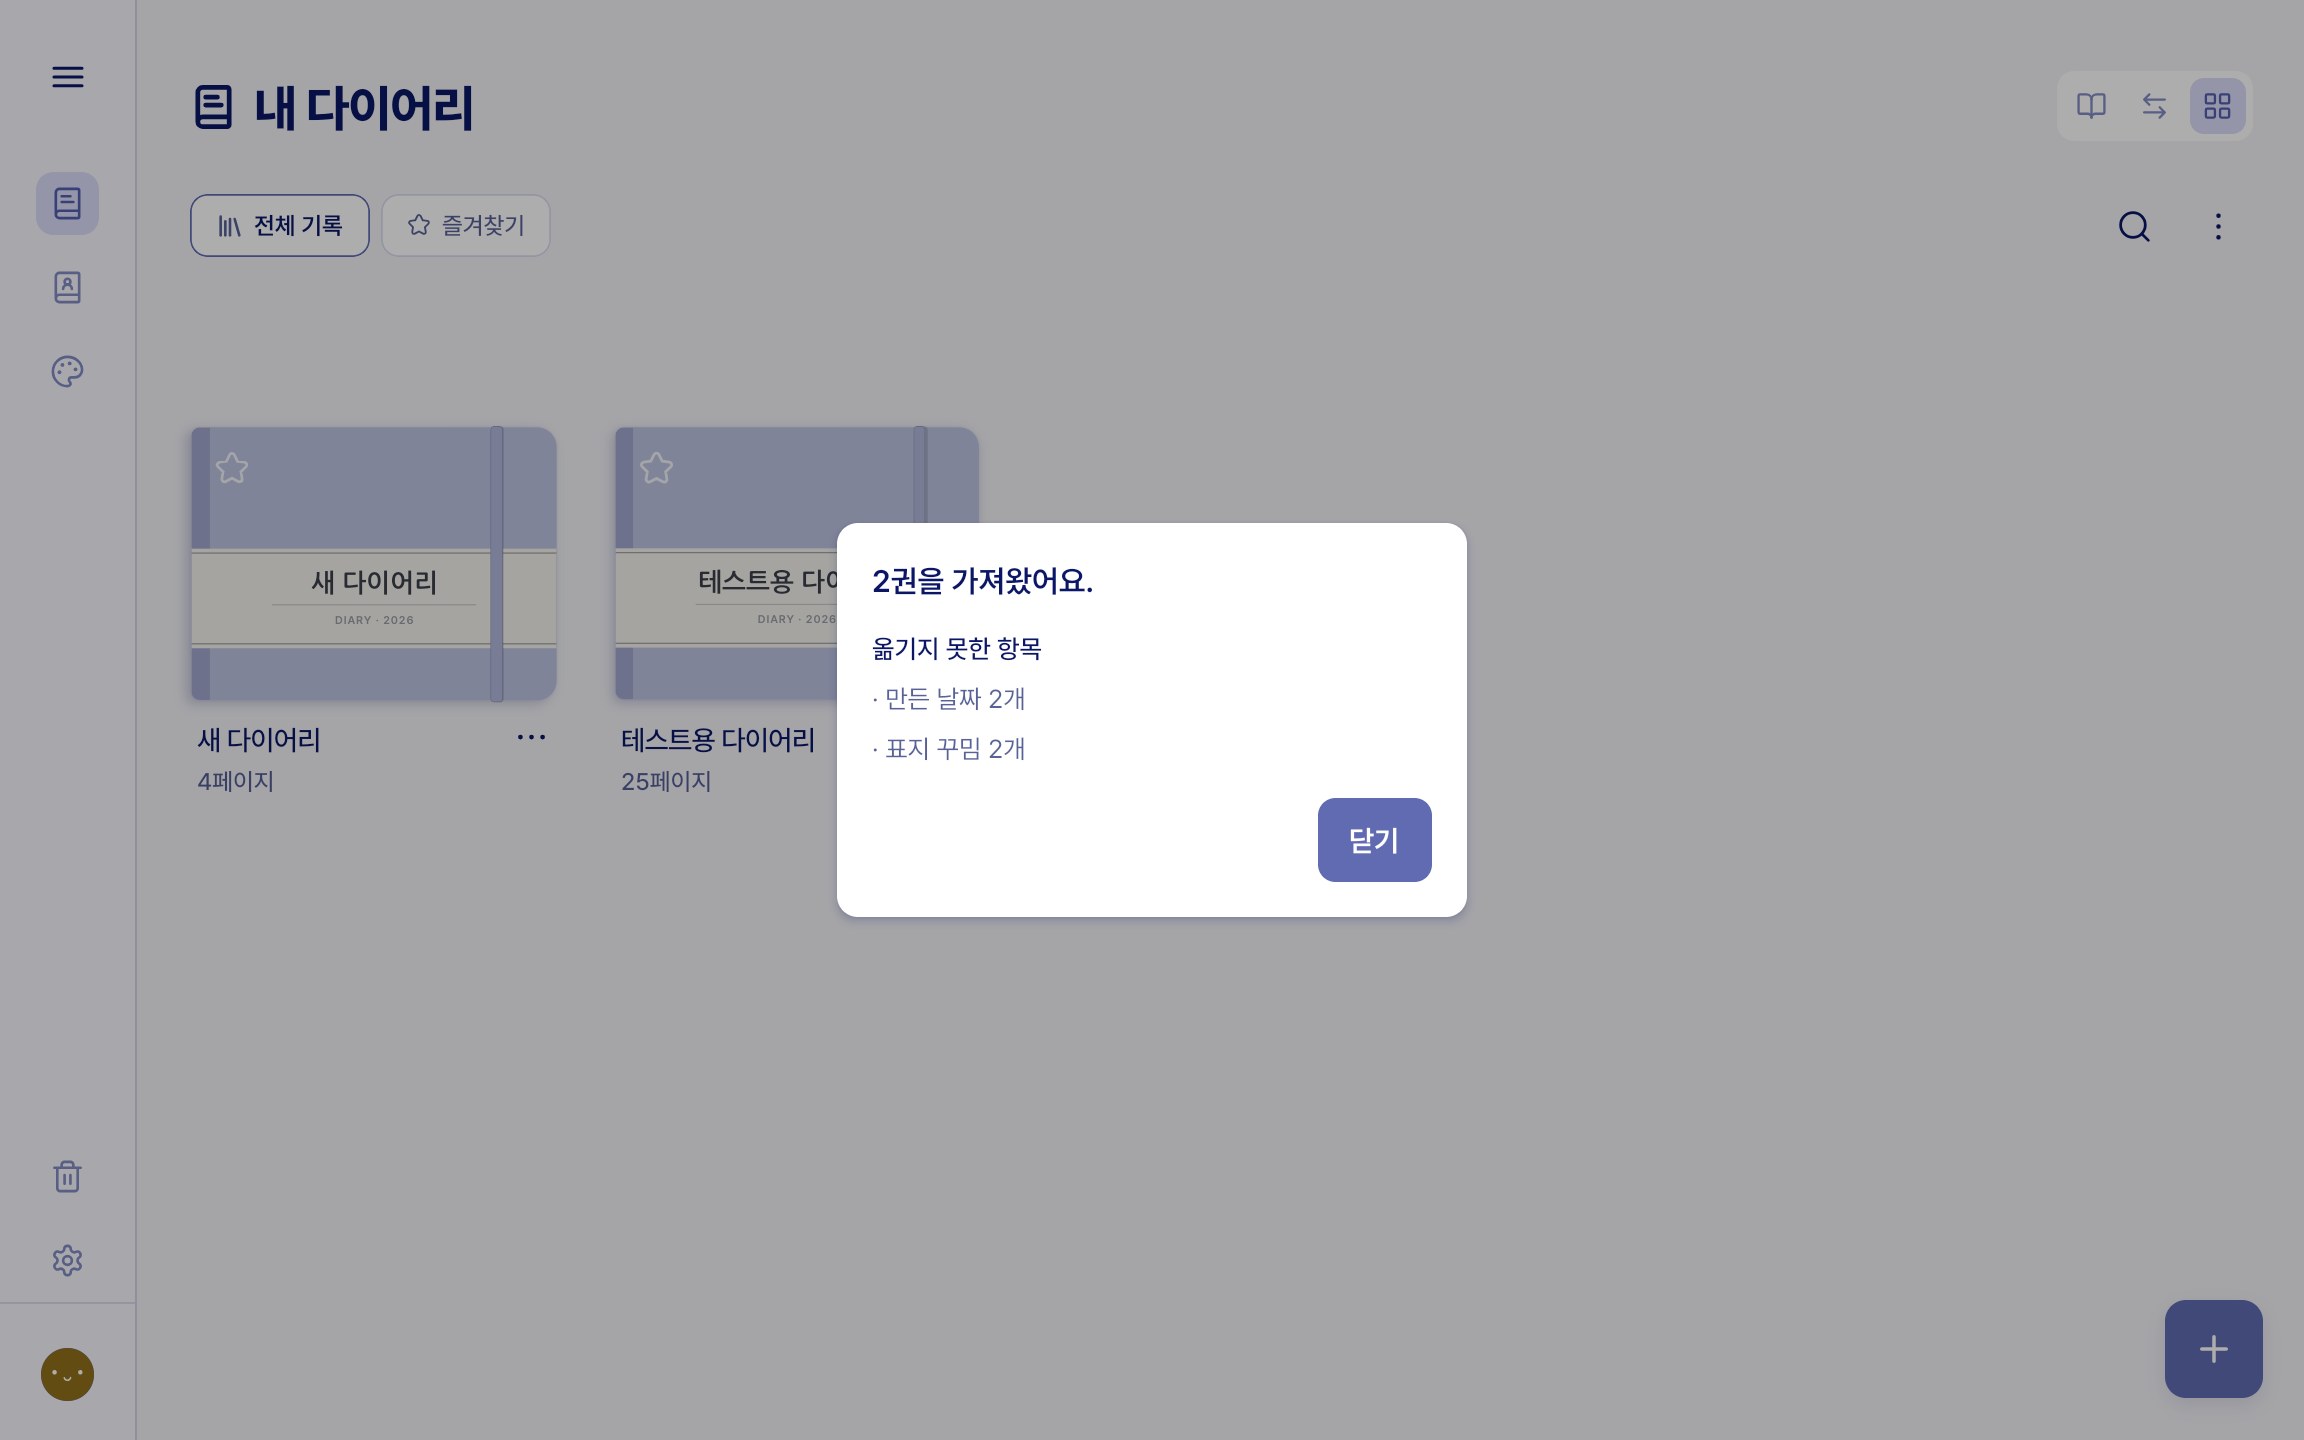 내 다이어리
전체 기록
즐겨찾기
새 다이어리
DIARY · 2026
새 다이어리
4페이지
테스트용
DIARY · 2026
테스트용 다이어리
25페이지
2권을 가져왔어요.
옮기지 못한 항목
· 만든 날짜 2개
· 표지 꾸밈 2개
닫기